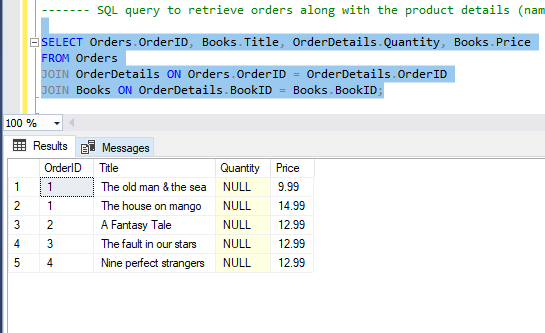 ------- SQL query to retrieve orders along with the product details (nam
SELECT Orders.OrderID, Books.Title, OrderDetails.Quantity, Books.Price
FROM Orders
JOIN OrderDetails ON Orders.OrderID = OrderDetails.OrderID
JOIN Books ON OrderDetails.BookID = Books.BookID;
100 %
Results Messages
OrderID Title Quantity Price
1 1 The old man & the sea NULL 9.99
2 1 The house on mango NULL 14.99
3 2 A Fantasy Tale NULL 12.99
4 3 The fault in our stars NULL 12.99
5 4 Nine perfect strangers NULL 12.99